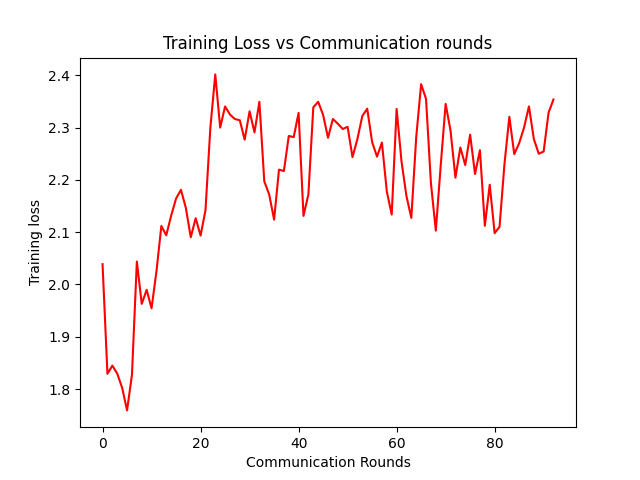 Training Loss vs Communication rounds
2.4
2.3
2.2
2.1
2.0
1.9
1.8
Training loss
0 20 40 60 80
Communication Rounds